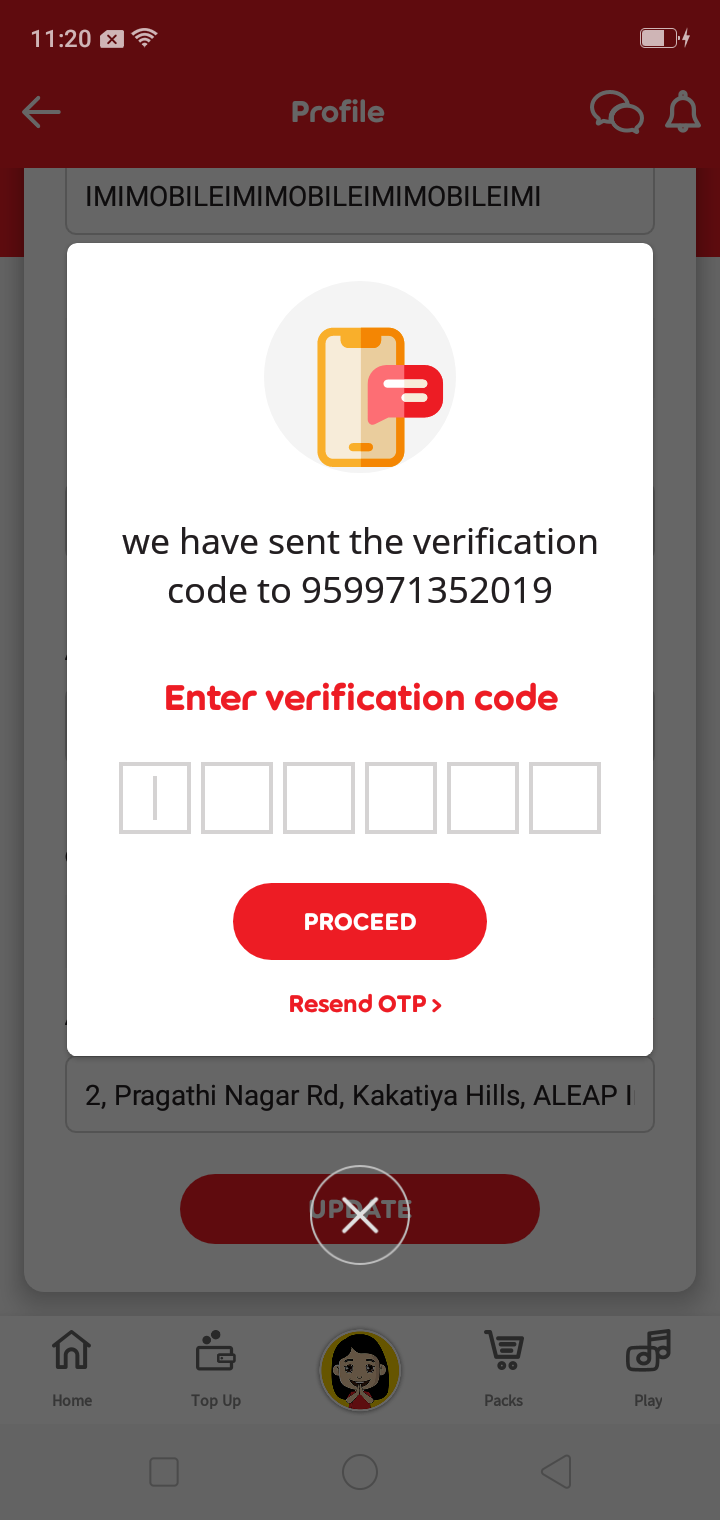 11:20
Profile
IMIMOBILEIMIMOBILEIMIMOBILEIMI
we have sent the verification
code to 959971352019
Enter verification code
PROCEED
Resend OTP >
2, Pragathi Nagar Rd, Kakatiya Hills, ALEAP I
UPDATE
Home
Top Up
Packs
Play